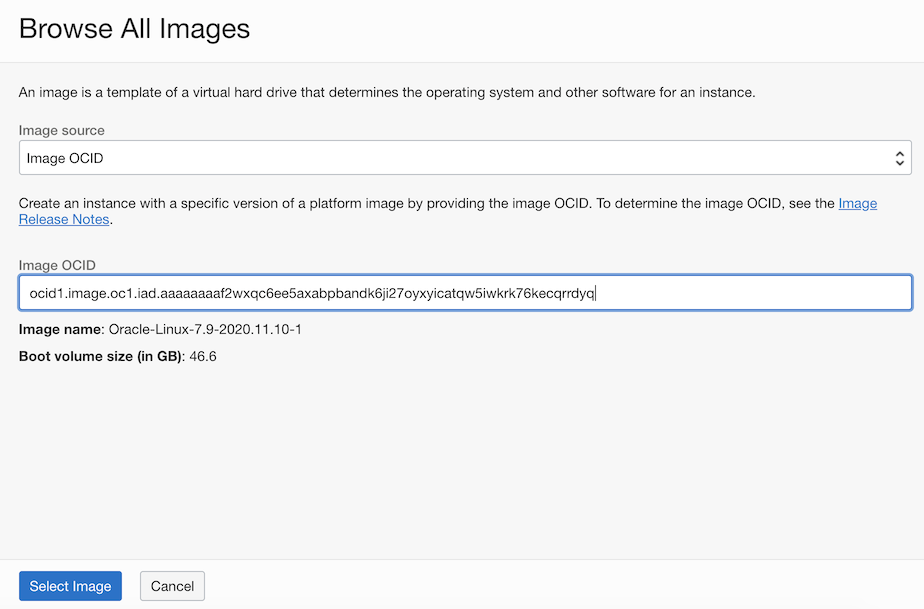 Browse All Images
An image is a template of a virtual hard drive that determines the operating system and other software for an instance.
Image source
Image OCID
Create an instance with a specific version of a platform image by providing the image OCID. To determine the image OCID, see the Image
Release Notes.
Image OCID
ocid1.image.oc1.iad.aaaaaaaaf2wxqc6ee5axabpbandk6ji27oyxyicatqw5iwkrk76kecqrrdyq
Image name: Oracle-Linux-7.9-2020.11.10-1
Boot volume size (in GB): 46.6
Select Image Cancel